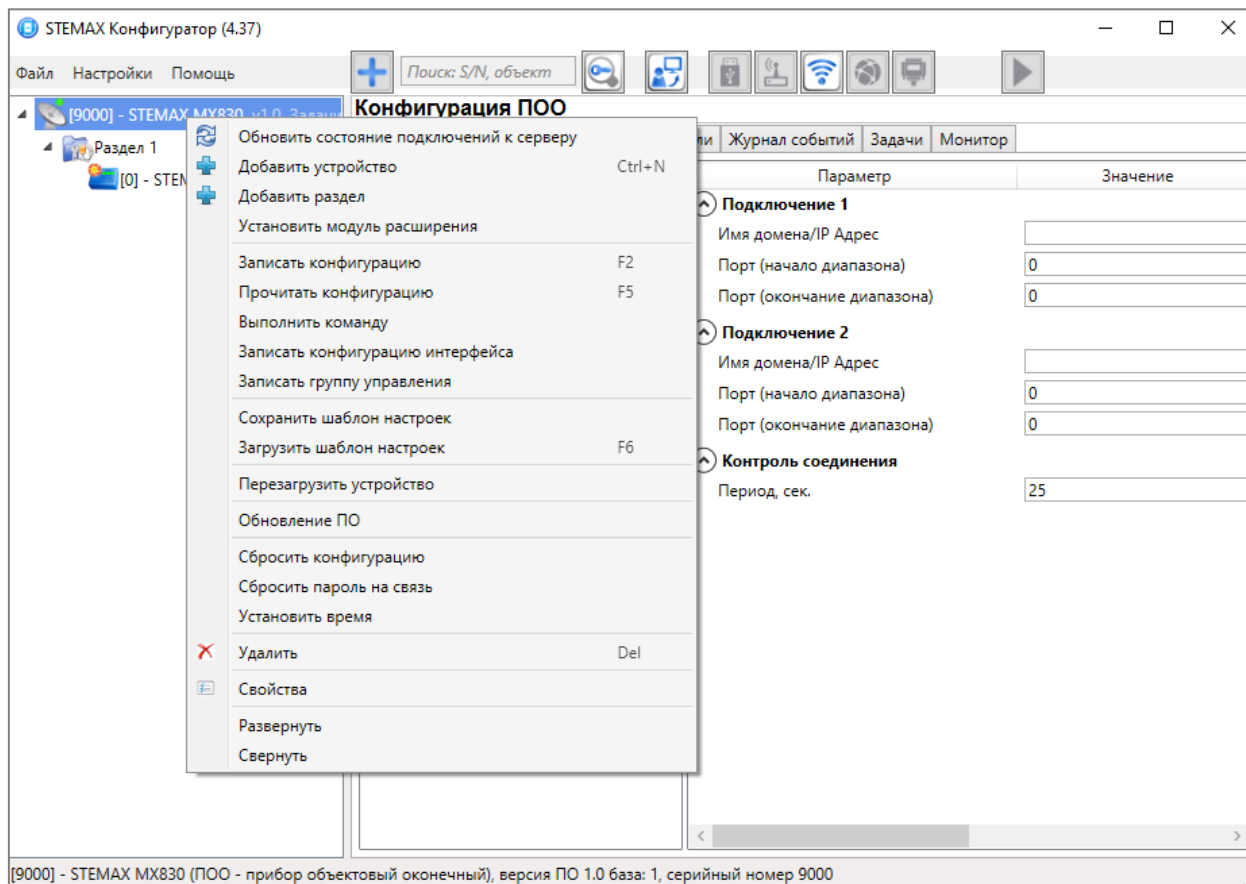 STEMAX Конфигуратор (4.37)
Файл Настройки Помощь
Поиск: S/N, объект
[9000] - STEMAX MX830 v1.0 Задачи
Раздел 1
[0] - STEM
Конфигурация ПОО
Журнал событий Задачи Монитор
Обновить состояние подключений к серверу
Добавить устройство Ctrl+N
Добавить раздел
Установить модуль расширения
Записать конфигурацию F2
Прочитать конфигурацию F5
Выполнить команду
Записать конфигурацию интерфейса
Записать группу управления
Сохранить шаблон настроек
Загрузить шаблон настроек F6
Перезагрузить устройство
Обновление ПО
Сбросить конфигурацию
Сбросить пароль на связь
Установить время
Удалить Del
Свойства
Развернуть
Свернуть
Параметр Значение
Подключение 1
Имя домена/IP Адрес
Порт (начало диапазона) 0
Порт (окончание диапазона) 0
Подключение 2
Имя домена/IP Адрес
Порт (начало диапазона) 0
Порт (окончание диапазона) 0
Контроль соединения
Период, сек. 25
[9000] - STEMAX MX830 (ПОО - прибор объектовый оконечный), версия ПО 1.0 база: 1, серийный номер 9000